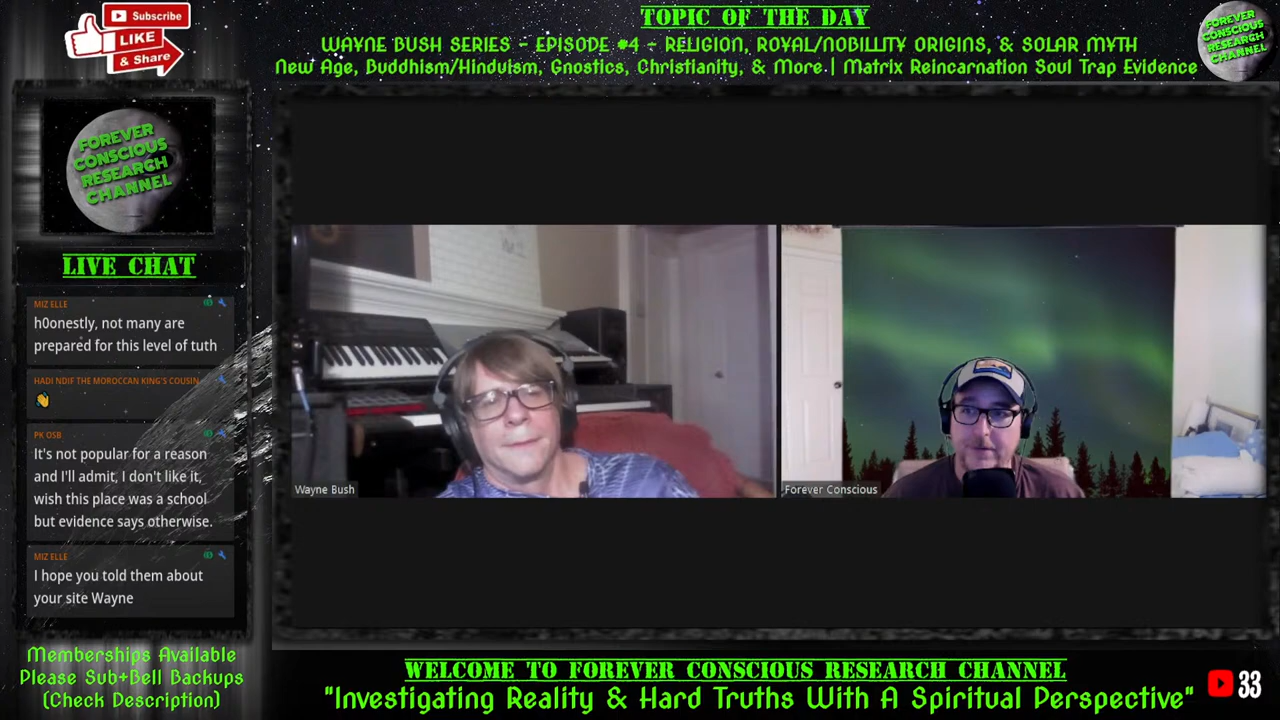 Subscribe
LIKE
& Share
TOPIC OF THE DAY
WAYNE BUSH SERIES - EPISODE #4 - RELIGION, ROYAL/NOBILLITY ORIGINS, & SOLAR MYTH
New Age, Buddhism/Hinduism, Gnostics, Christianity, & More | Matrix Reincarnation Soul Trap Evidence
FOREVER
CONSCIOUS
RESEARCH
CHANNEL
FOREVER
CONSCIOUS
RESEARCH
CHANNEL
LIVE CHAT
MIZ ELLE
h0onestly, not many are
prepared for this level of tuth
HADI NDIF THE MOROCCAN KING'S COUSIN
PK OSB
It's not popular for a reason
and I'll admit, I don't like it,
wish this place was a school
but evidence says otherwise.
MIZ ELLE
I hope you told them about
your site Wayne
Wayne Bush
Forever Conscious
Memberships Available
Please Sub+Bell Backups
(Check Description)
WELCOME TO FOREVER CONSCIOUS RESEARCH CHANNEL
"Investigating Reality & Hard Truths With A Spiritual Perspective"
33